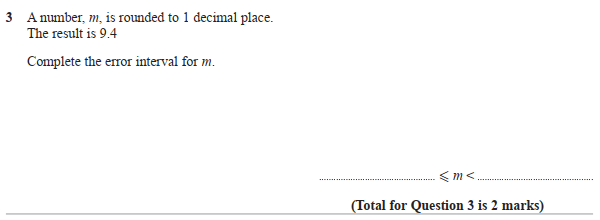 3 A number, m, is rounded to 1 decimal place.
The result is 9.4
Complete the error interval for m.
.............................................. ⩽ m < ..............................................
(Total for Question 3 is 2 marks)